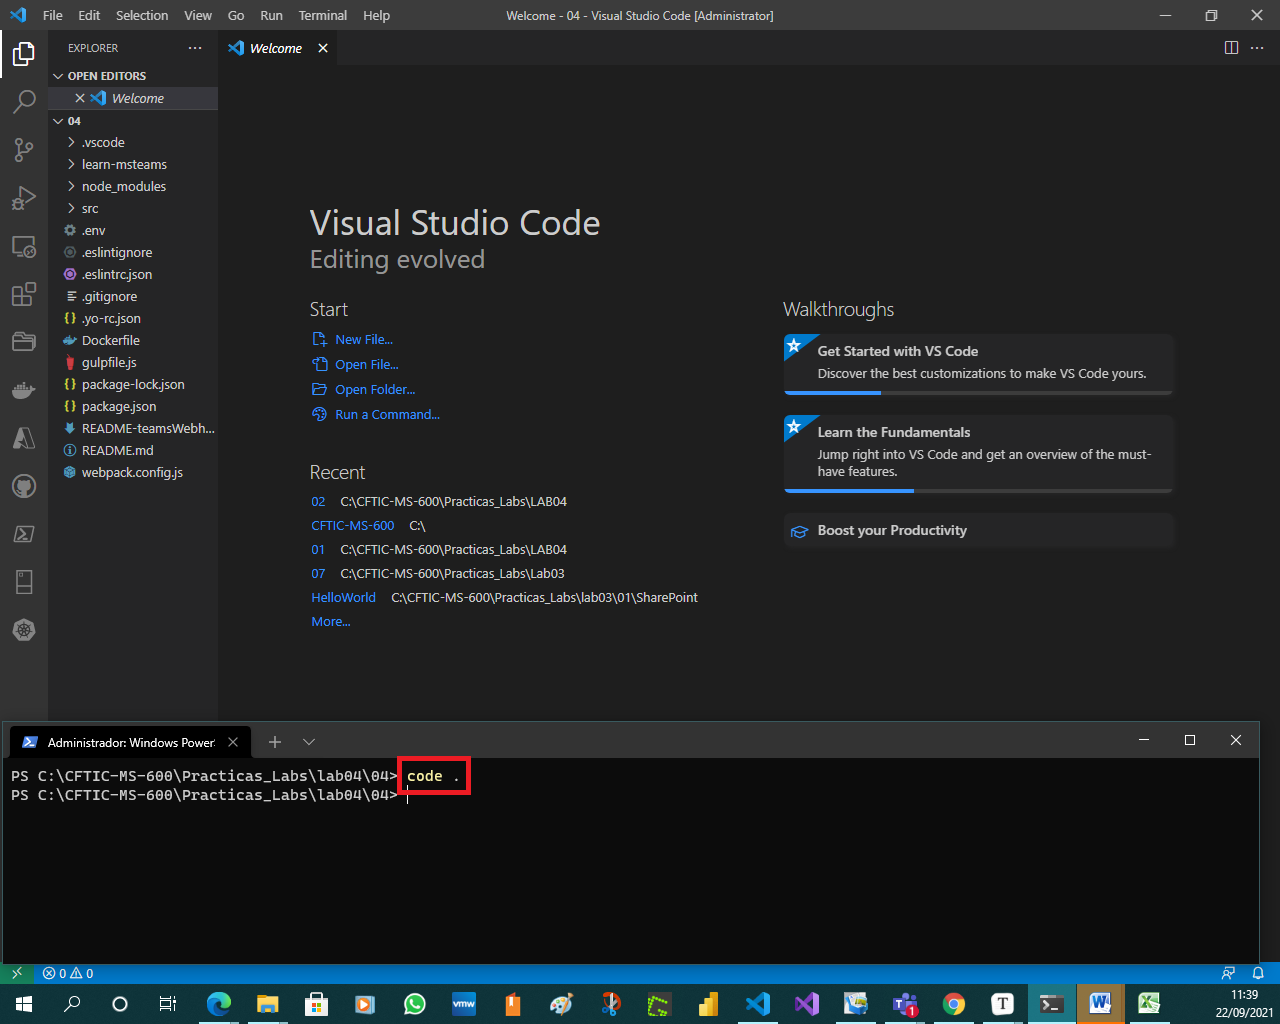 File Edit Selection View Go Run Terminal Help
Welcome - 04 - Visual Studio Code [Administrator]
EXPLORER
Welcome
OPEN EDITORS
Welcome
04
.vscode
learn-msteams
node_modules
src
.env
.eslintignore
.eslintrc.json
.gitignore
.yo-rc.json
Dockerfile
gulpfile.js
package-lock.json
package.json
README-teamsWebh...
README.md
webpack.config.js
Visual Studio Code
Editing evolved
Start
New File...
Open File...
Open Folder...
Run a Command...
Recent
02 C:\CFTIC-MS-600\Practicas_Labs\LAB04
CFTIC-MS-600 C:\
01 C:\CFTIC-MS-600\Practicas_Labs\LAB04
07 C:\CFTIC-MS-600\Practicas_Labs\Lab03
HelloWorld C:\CFTIC-MS-600\Practicas_Labs\lab03\01\SharePoint
More...
Walkthroughs
Get Started with VS Code
Discover the best customizations to make VS Code yours.
Learn the Fundamentals
Jump right into VS Code and get an overview of the must-
have features.
Boost your Productivity
Administrador: Windows Power
PS C:\CFTIC-MS-600\Practicas_Labs\lab04\04> code .
PS C:\CFTIC-MS-600\Practicas_Labs\lab04\04>
0 0
vmw
T
1
11:39
22/09/2021